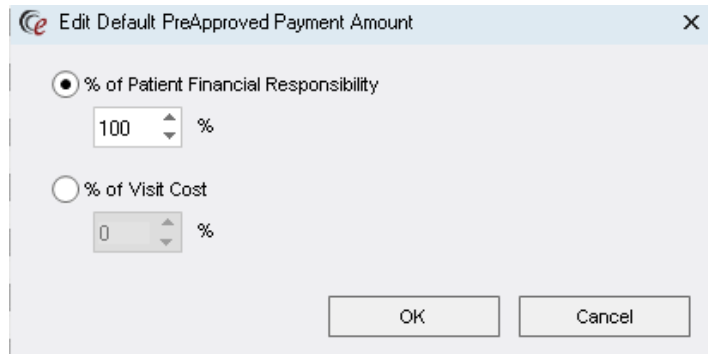 Edit Default PreApproved Payment Amount
% of Patient Financial Responsibility
100 %
% of Visit Cost
0 %
OK Cancel